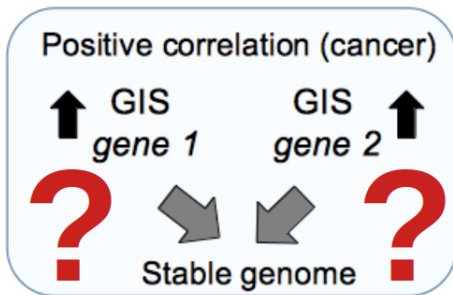 Positive correlation (cancer)
GIS GIS
gene 1 gene 2
? ?
Stable genome